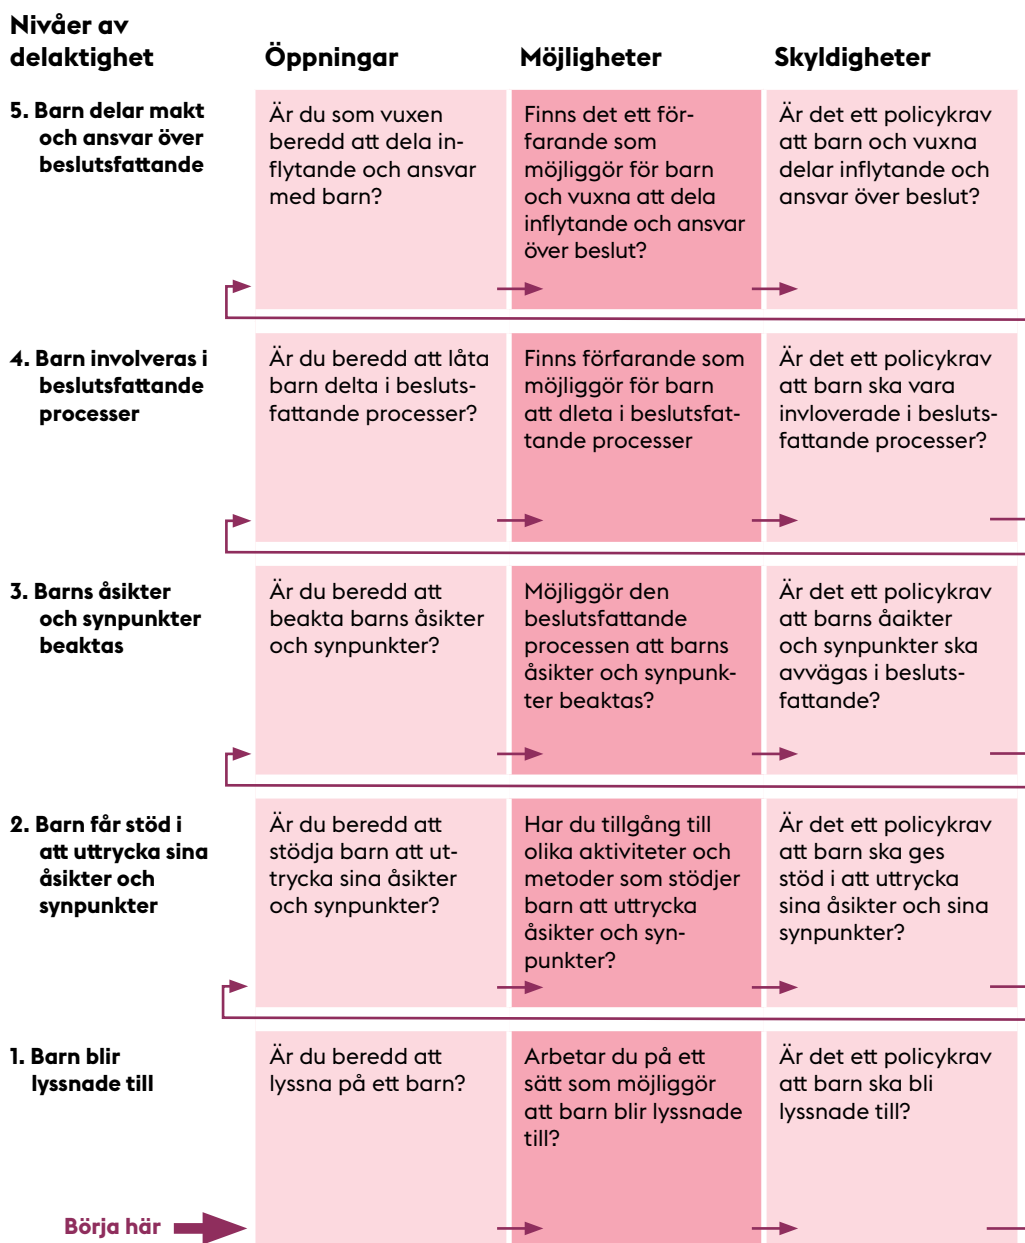 Nivåer av
delaktighet
Öppningar
Möjligheter
Skyldigheter
5. Barn delar makt
och ansvar över
beslutsfattande
Är du som vuxen
beredd att dela in-
flytande och ansvar
med barn?
Finns det ett för-
farande som
möjliggör för barn
och vuxna att dela
inflytande och ansvar
över beslut?
Är det ett policykrav
att barn och vuxna
delar inflytande och
ansvar över beslut?
4. Barn involveras i
beslutsfattande
processer
Är du beredd att låta
barn delta i besluts-
fattande processer?
Finns förfarande som
möjliggör för barn
att dleta i beslutsfat-
tande processer
Är det ett policykrav
att barn ska vara
invloverade i besluts-
fattande processer?
3. Barns åsikter
och synpunkter
beaktas
Är du beredd att
beakta barns åsikter
och synpunkter?
Möjliggör den
beslutsfattande
processen att barns
åsikter och synpunk-
ter beaktas?
Är det ett policykrav
att barns åaikter
och synpunkter ska
avvägas i besluts-
fattande?
2. Barn får stöd i
att uttrycka sina
åsikter och
synpunkter
Är du beredd att
stödja barn att ut-
trycka sina åsikter
och synpunkter?
Har du tillgång till
olika aktiviteter och
metoder som stödjer
barn att uttrycka
åsikter och syn-
punkter?
Är det ett policykrav
att barn ska ges
stöd i att uttrycka
sina åsikter och sina
synpunkter?
1. Barn blir
lyssnade till
Är du beredd att
lyssna på ett barn?
Arbetar du på ett
sätt som möjliggör
att barn blir lyssnade
till?
Är det ett policykrav
att barn ska bli
lyssnade till?
Börja här